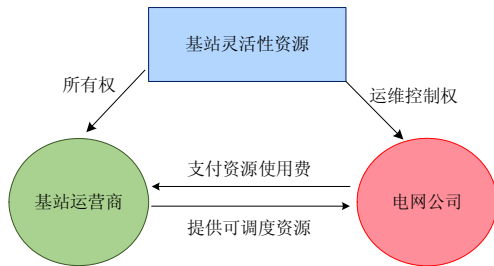 基站灵活性资源
所有权
运维控制权
支付资源使用费
基站运营商
电网公司
提供可调度资源